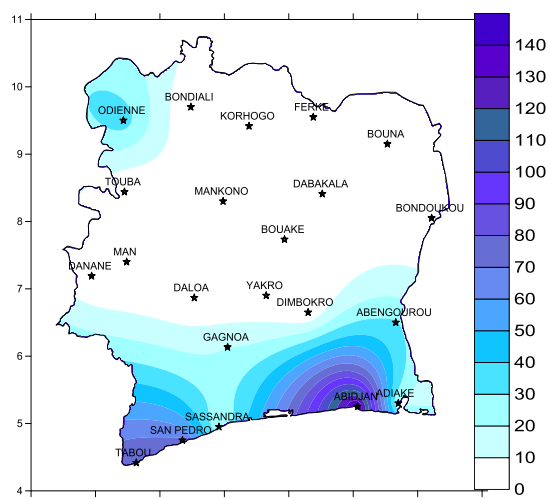 11
10
9
8
7
6
5
4
ODIENNE
BONDIALI
KORHOGO
FERKE
BOUNA
TOUBA
MANKONO
DABAKALA
BONDOUKOU
BOUAKE
MAN
DANANE
DALOA
YAKRO
DIMBOKRO
ABENGOUROU
GAGNOA
ABIDJAN
ADIAKE
SASSANDRA
SAN PEDRO
TABOU
140
130
120
110
100
90
80
70
60
50
40
30
20
10
0